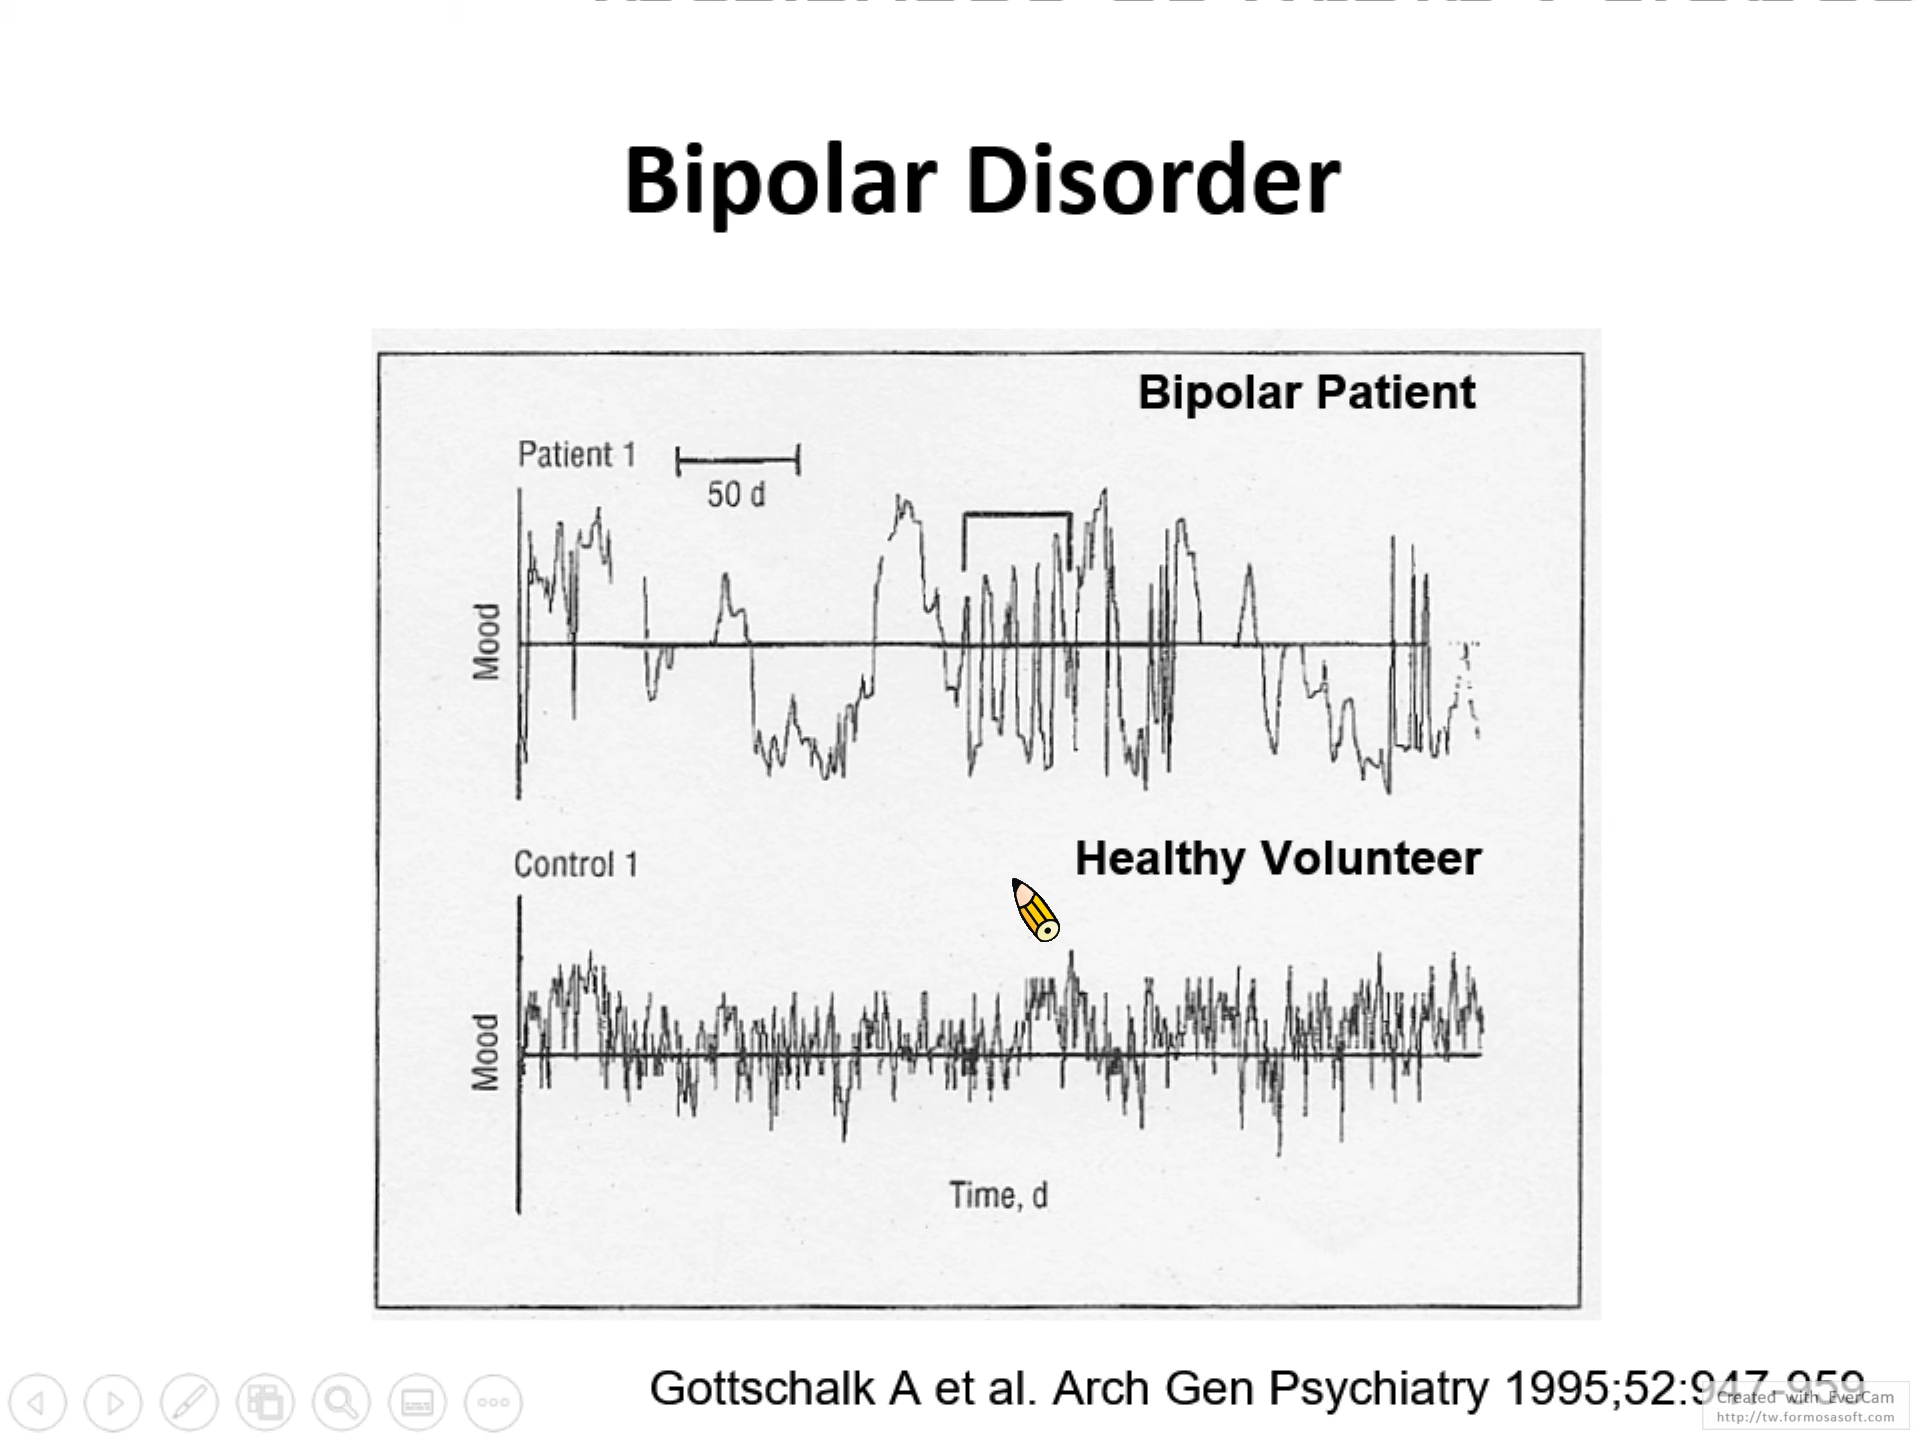 Bipolar Disorder
Bipolar Patient
Patient 1
50 d
Mood
Healthy Volunteer
Control 1
Mood
Time, d
Gottschalk A et al. Arch Gen Psychiatry 1995;52:947-959
Created with EverCam
http://tw.formosasoft.com